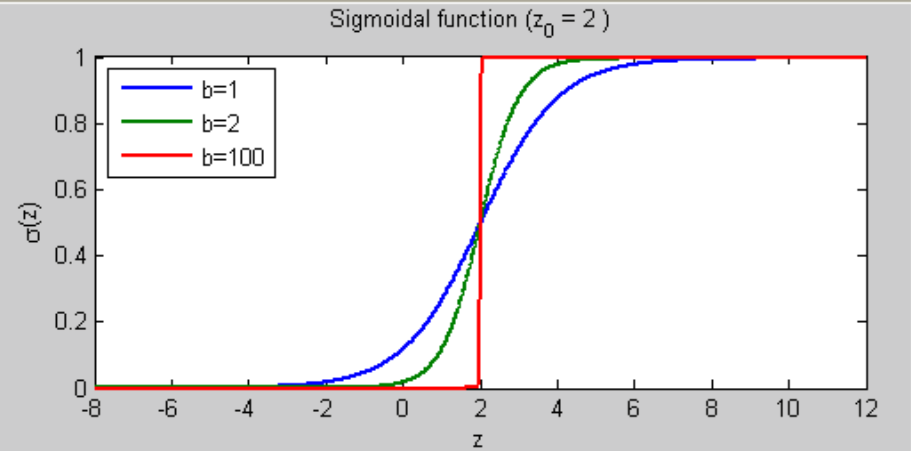 Sigmoidal function (z₀ = 2 )
1
0.8
0.6
0.4
0.2
0
σ(z)
b=1
b=2
b=100
-8 -6 -4 -2 0 2 4 6 8 10 12
z